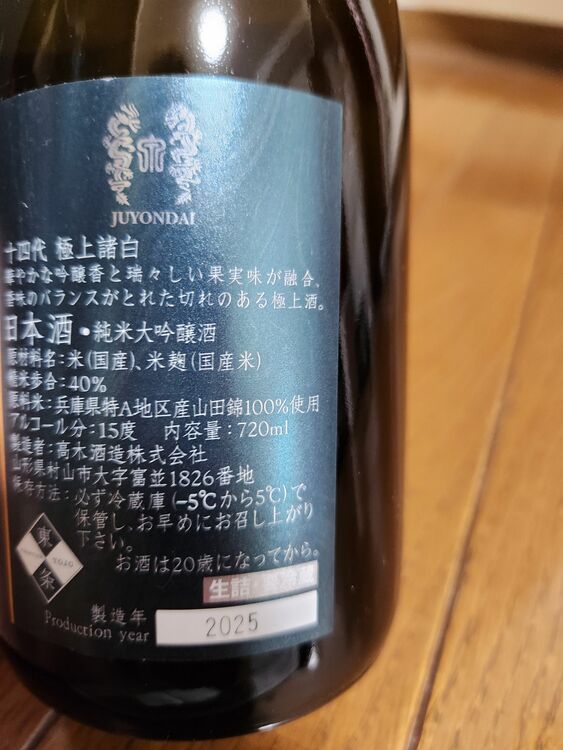 JUYONDAI
十四代 極上諸白
華やかな吟醸香と瑞々しい果実味が融合、
香味のバランスがとれた切れのある極上酒。
日本酒・純米大吟醸酒
原材料名:米(国産)、米麹(国産米)
精米歩合:40%
原料米:兵庫県特A地区産山田錦100%使用
アルコール分:15度 内容量:720ml
製造者:高木酒造株式会社
山形県村山市大字富並1826番地
保存方法:必ず冷蔵庫(-5℃から5℃)で
保管し、お早めにお召し上がり
下さい。
お酒は20歳になってから。
東条
TOJO
生詰・要冷蔵
製造年
Production year
2025